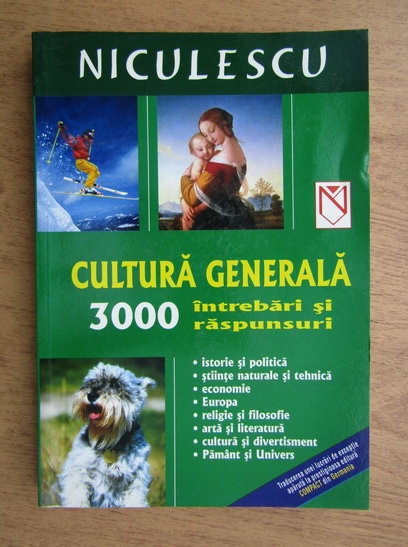 NICULESCU
N
CULTURĂ GENERALĂ
3000 întrebări și
răspunsuri
• istorie și politică
• științe naturale și tehnică
• economie
• Europa
• religie și filosofie
• artă și literatură
• cultură și divertisment
• Pământ și Univers
Traducerea unei lucrări de excepție
apărută la prestigioasa editură
COMPACT din Germania